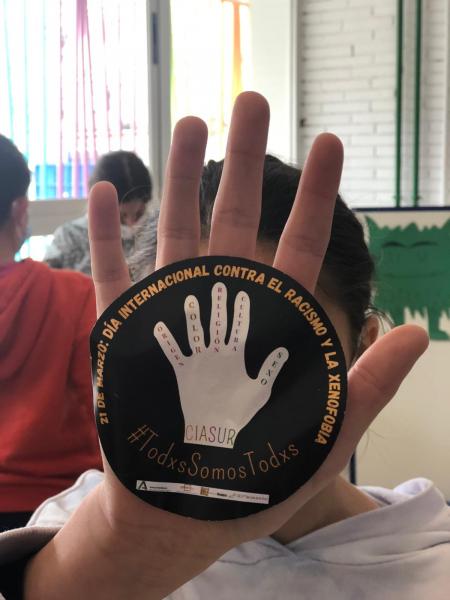 21 DE MARZO: DÍA INTERNACIONAL CONTRA EL RACISMO Y LA XENOFOBIA
ORIGEN
COLOR
RELIGIÓN
CULTURA
SEXO
CIASUR
#TodxsSomosTodxs